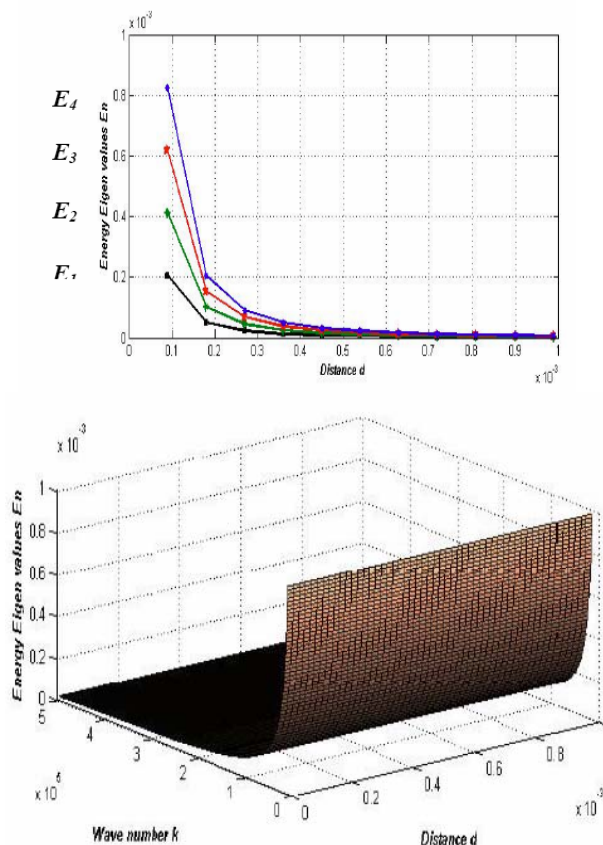 x 10⁻³
1
0.8
0.6
0.4
0.2
0
E₄
E₃
E₂
Energy Eigen values En
0 0.1 0.2 0.3 0.4 0.5 0.6 0.7 0.8 0.9 1
Distance d
x 10⁻³
x 10⁻³
1
0.8
0.6
0.4
0.2
0
Energy Eigen values En
5 4 3 2 1 0
x 10⁵
Wave number k
0 0.2 0.4 0.6 0.8
x 10⁻³
Distance d